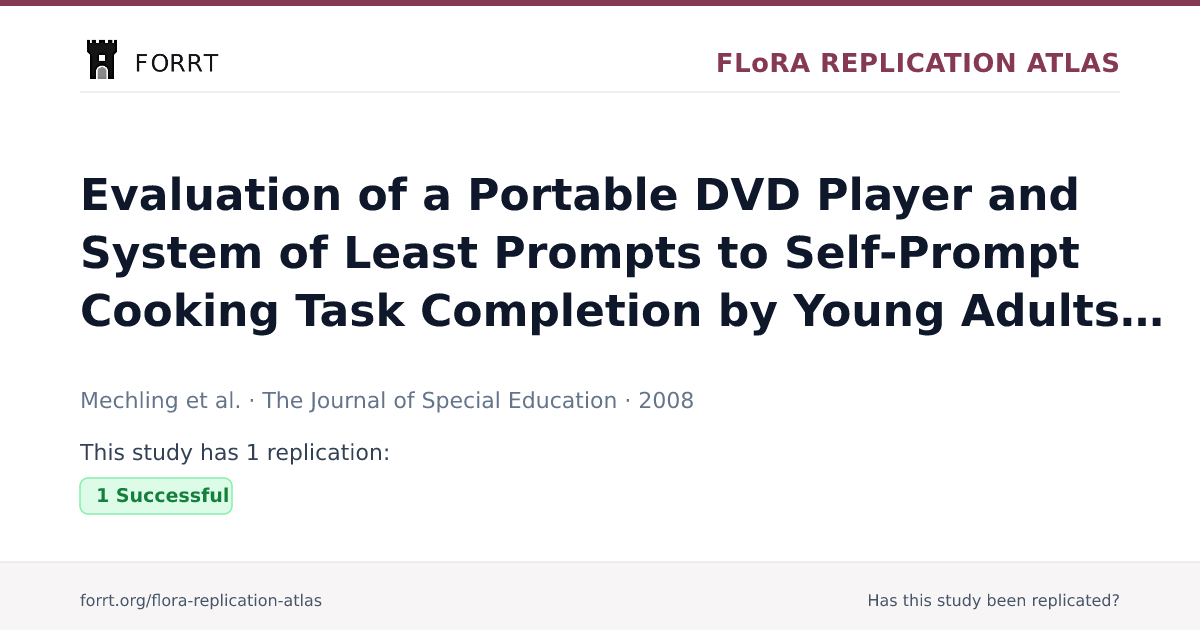 FORRT
FLoRA REPLICATION ATLAS
Evaluation of a Portable DVD Player and
System of Least Prompts to Self-Prompt
Cooking Task Completion by Young Adults…
Mechling et al. · The Journal of Special Education · 2008
This study has 1 replication:
1 Successful
forrt.org/flora-replication-atlas
Has this study been replicated?